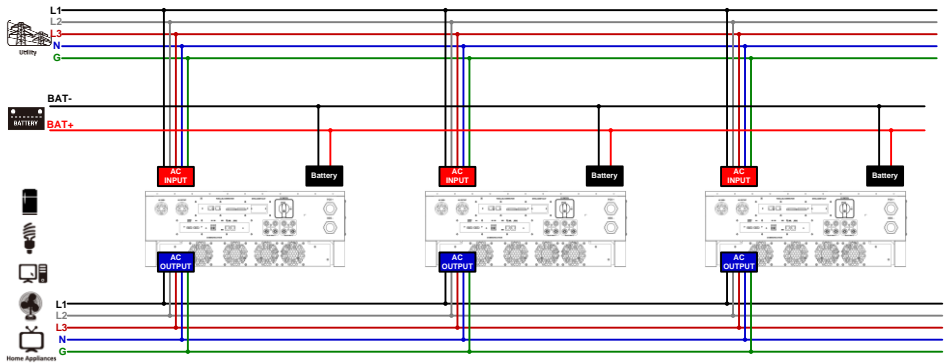 L1
L2
L3
N
G
Utility
BAT-
BATTERY
BAT+
AC
INPUT
Battery
AC
INPUT
Battery
AC
INPUT
Battery
AC
OUTPUT
AC
OUTPUT
AC
OUTPUT
L1
L2
L3
N
G
Home Appliances